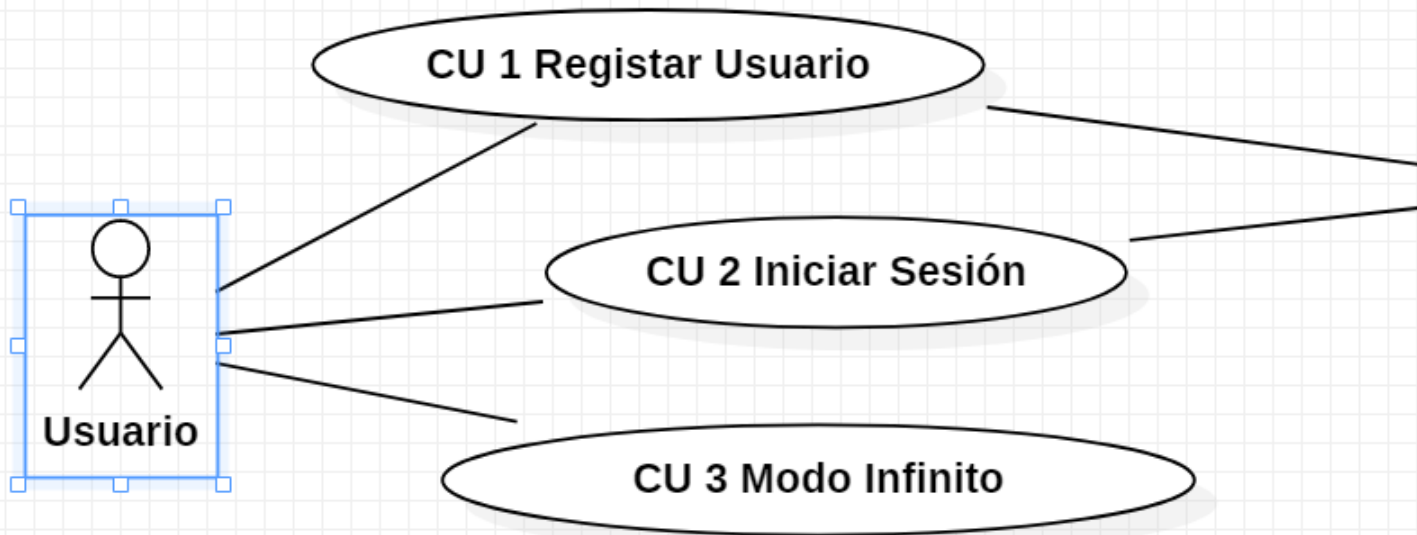 CU 1 Registar Usuario
CU 2 Iniciar Sesión
Usuario
CU 3 Modo Infinito